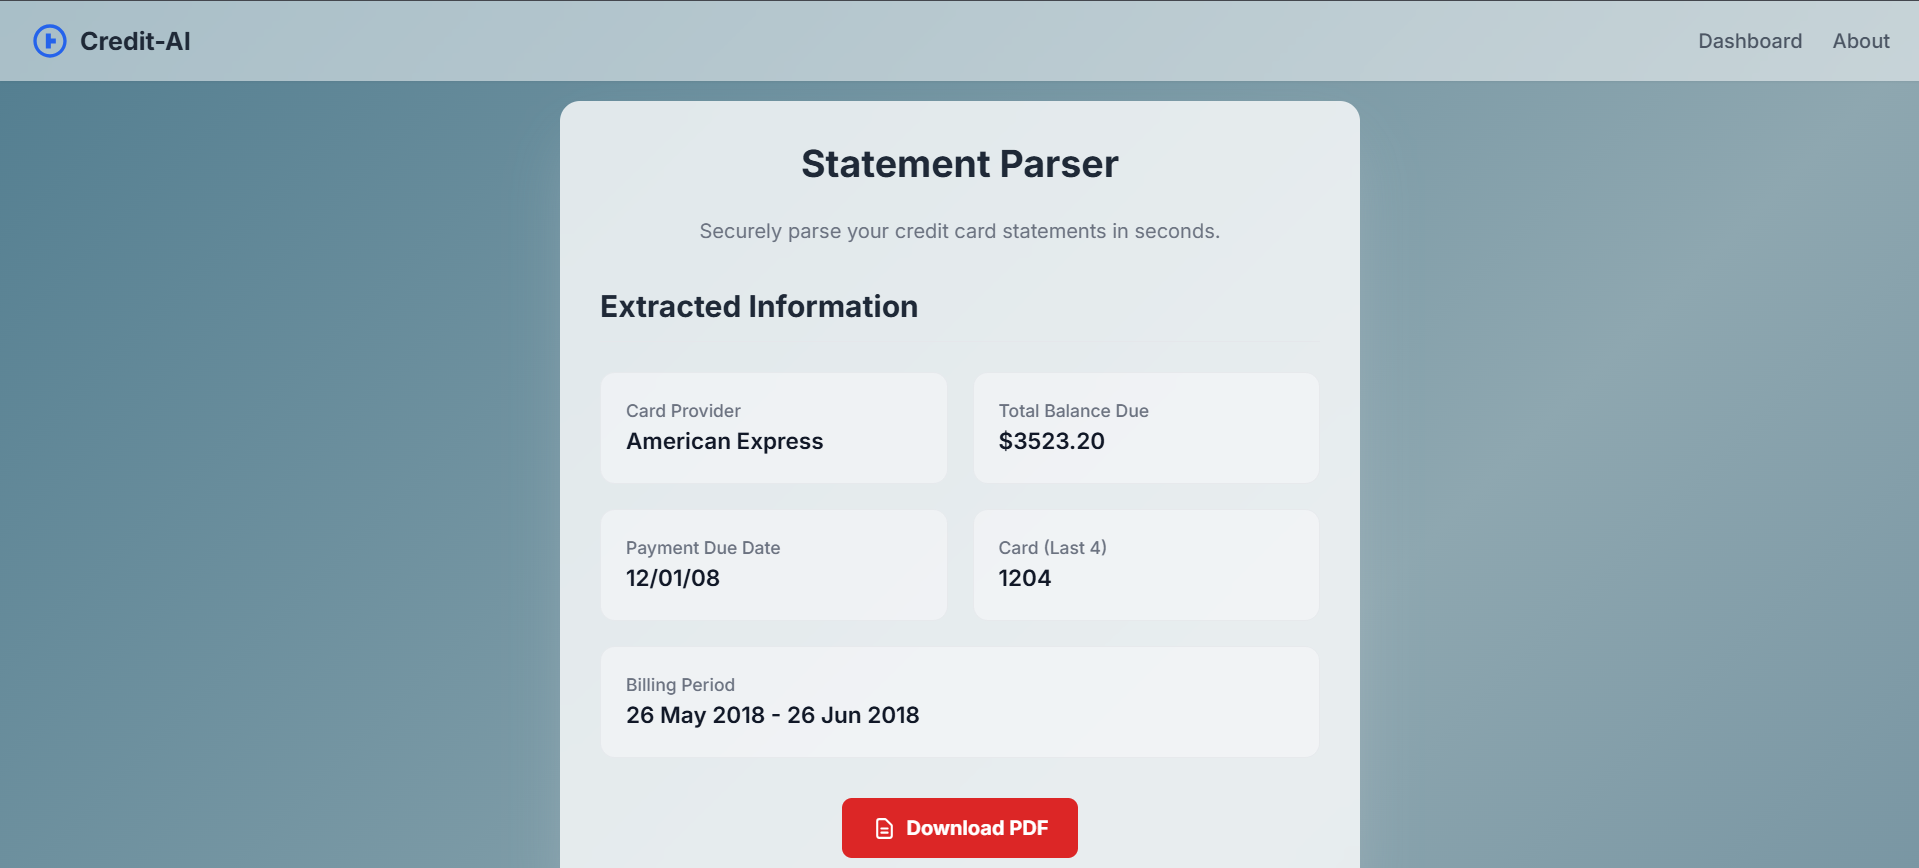 Credit-AI
Dashboard About
Statement Parser
Securely parse your credit card statements in seconds.
Extracted Information
Card Provider
American Express
Total Balance Due
$3523.20
Payment Due Date
12/01/08
Card (Last 4)
1204
Billing Period
26 May 2018 - 26 Jun 2018
Download PDF